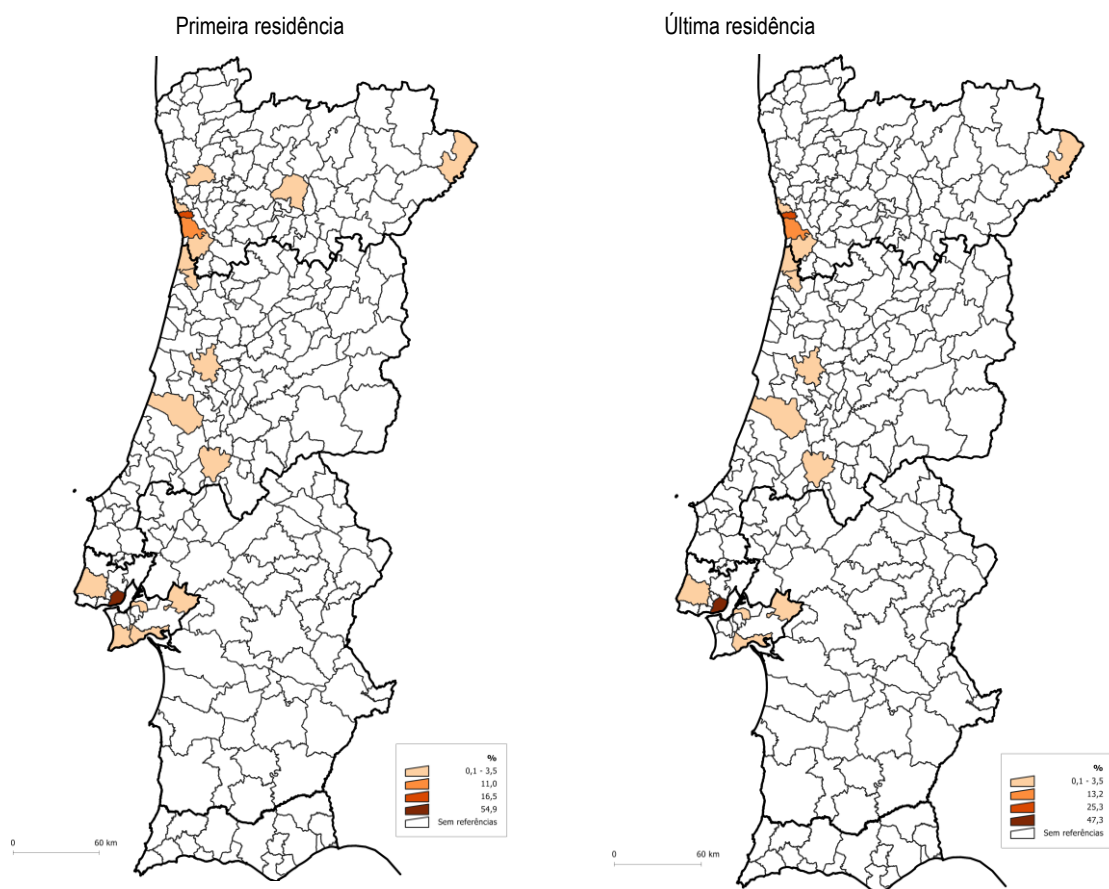 Primeira residência
Última residência
%
0,1 - 3,5
11,0
16,5
54,9
Sem referências
0
60 km
%
0,1 - 3,5
13,2
25,3
47,3
Sem referências
0
60 km